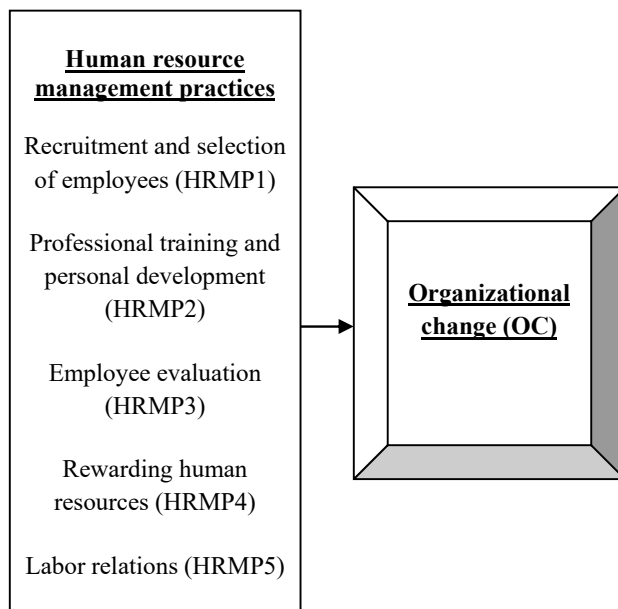 Human resource
management practices
Recruitment and selection
of employees (HRMP1)
Professional training and
personal development
(HRMP2)
Employee evaluation
(HRMP3)
Rewarding human
resources (HRMP4)
Labor relations (HRMP5)
Organizational
change (OC)